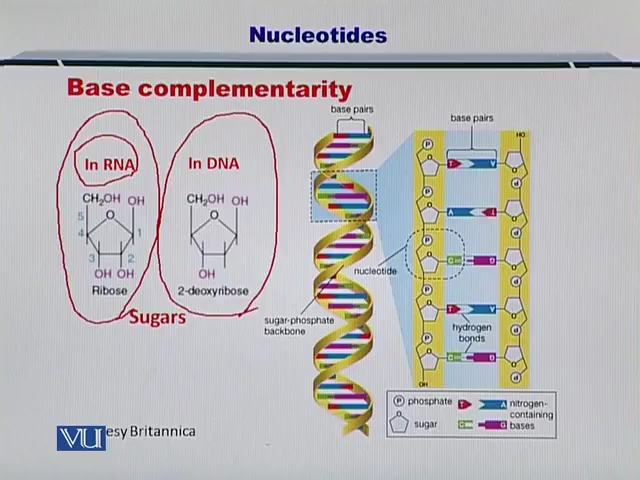 Nucleotides
Base complementarity
In RNA
In DNA
CH₂OH OH
O
5
4
1
3
2
OH OH
Ribose
CH₂OH OH
O
OH
2-deoxyribose
Sugars
base pairs
nucleotide
sugar-phosphate
backbone
base pairs
HO
P
T
A
P
A
T
P
C
G
P
T
A
hydrogen
bonds
P
C
G
OH
P phosphate
sugar
T A
C G
nitrogen-
containing
bases
VU
esy Britannica